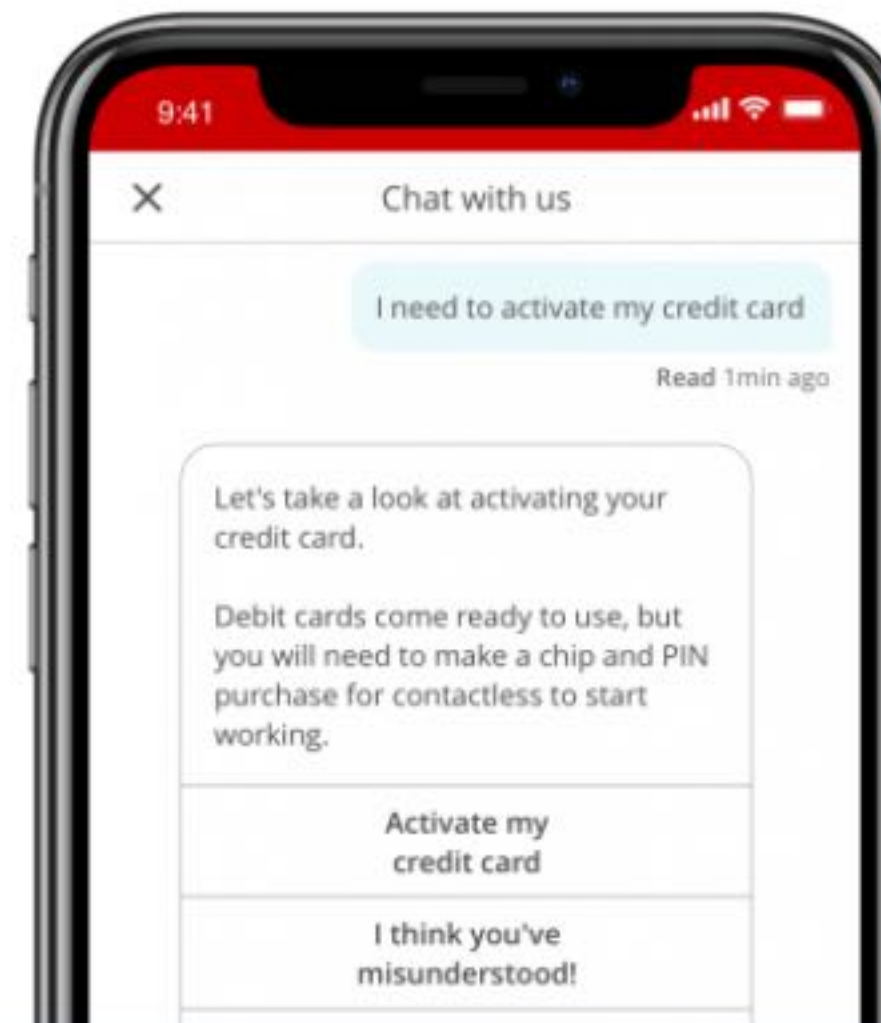 9:41
Chat with us
I need to activate my credit card
Read 1min ago
Let's take a look at activating your
credit card.
Debit cards come ready to use, but
you will need to make a chip and PIN
purchase for contactless to start
working.
Activate my
credit card
I think you've
misunderstood!